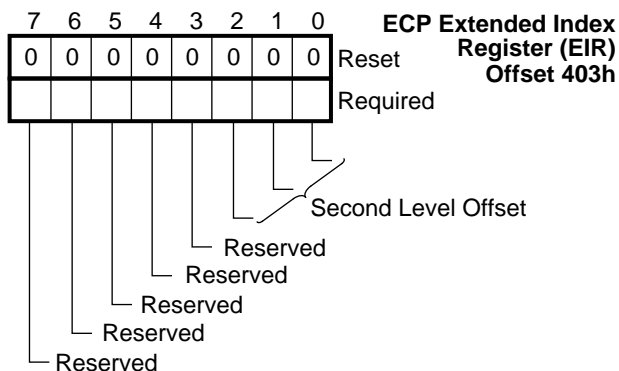 7 6 5 4 3 2 1 0
ECP Extended Index
Register (EIR)
Offset 403h
0 0 0 0 0 0 0 0 Reset
Required
Second Level Offset
Reserved
Reserved
Reserved
Reserved
Reserved